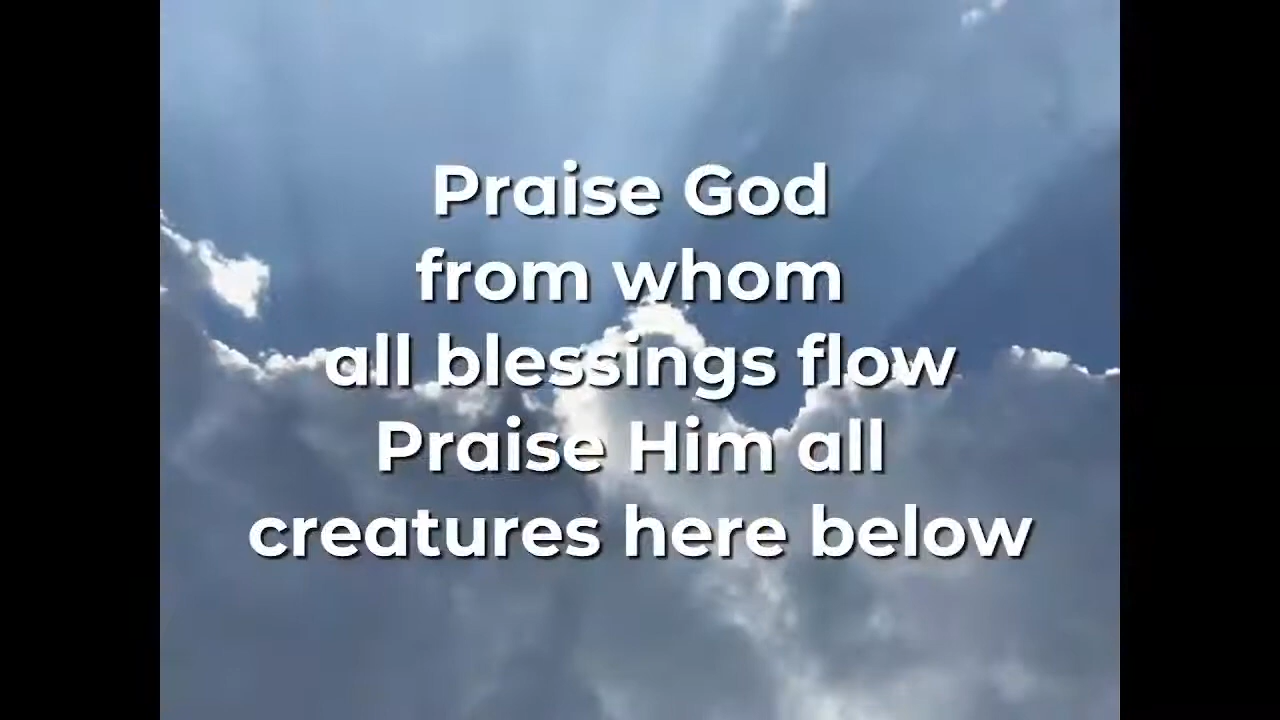 Praise God
from whom
all blessings flow
Praise Him all
creatures here below